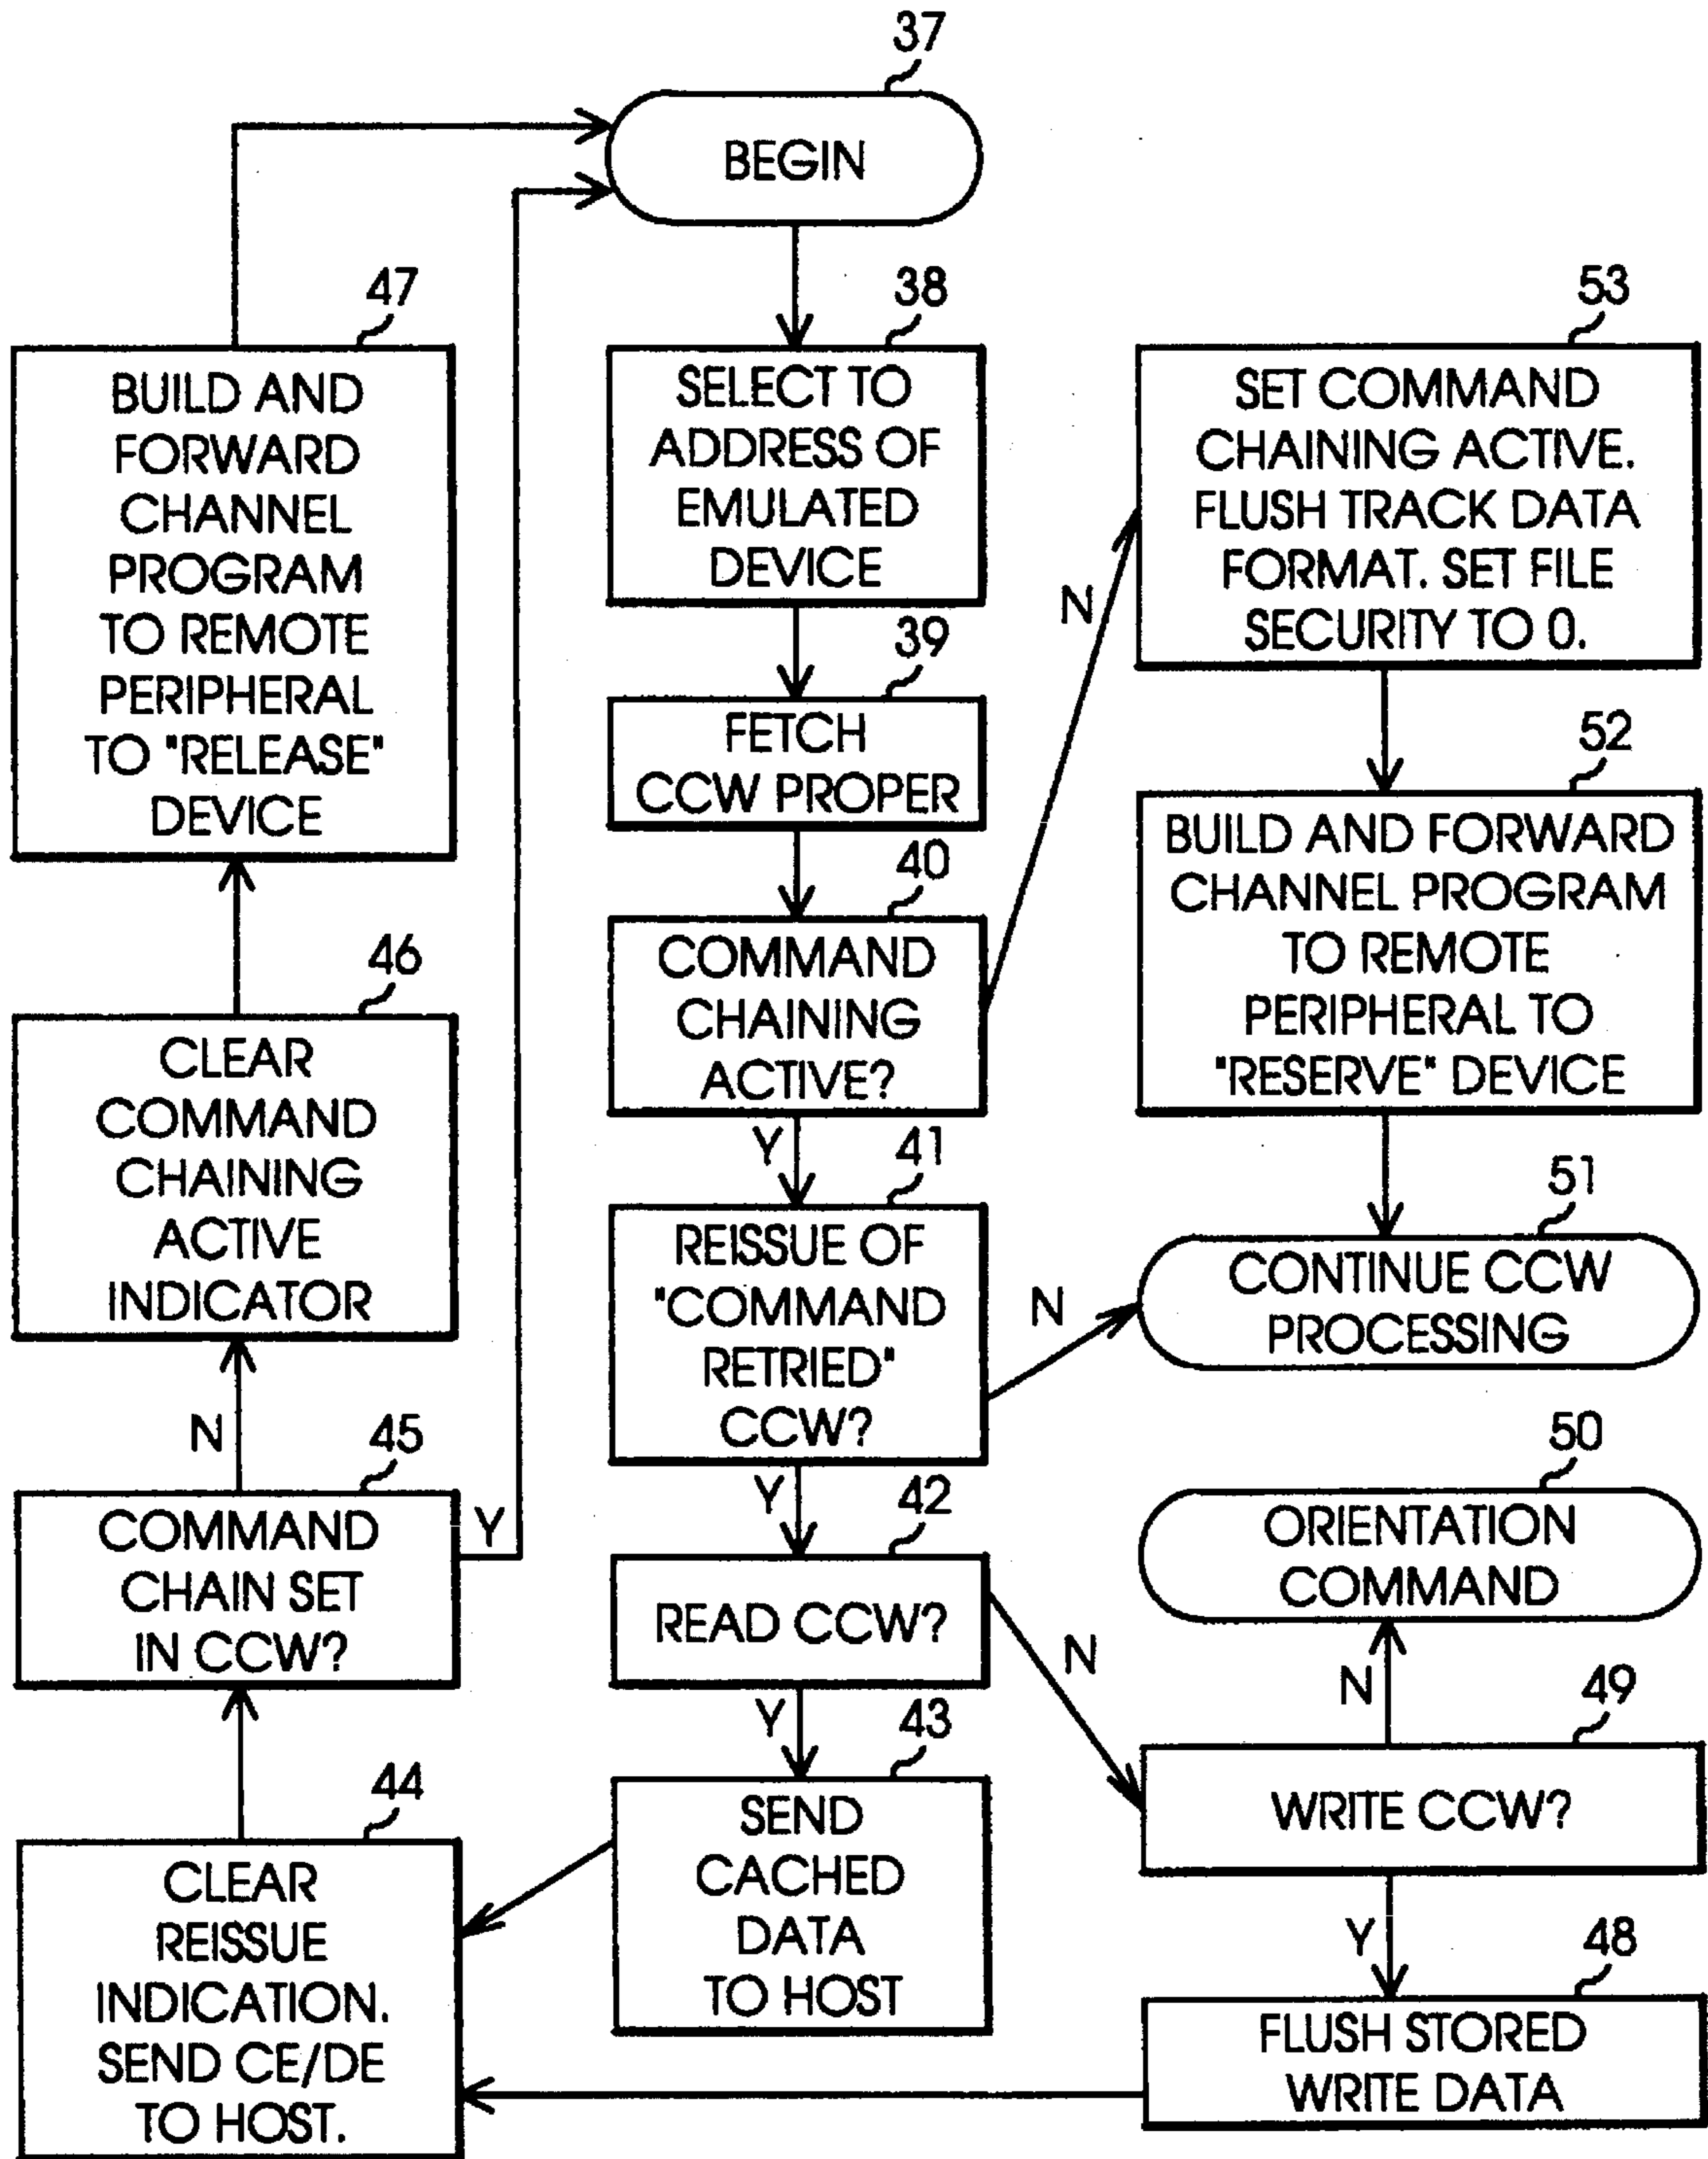 37
BEGIN
38
SELECT TO
ADDRESS OF
EMULATED
DEVICE
39
FETCH
CCW PROPER
40
COMMAND
CHAINING
ACTIVE?
N
Y
41
REISSUE OF
"COMMAND
RETRIED"
CCW?
N
Y
42
READ CCW?
N
Y
43
SEND
CACHED
DATA
TO HOST
44
CLEAR
REISSUE
INDICATION.
SEND CE/DE
TO HOST.
45
COMMAND
CHAIN SET
IN CCW?
Y
N
46
CLEAR
COMMAND
CHAINING
ACTIVE
INDICATOR
47
BUILD AND
FORWARD
CHANNEL
PROGRAM
TO REMOTE
PERIPHERAL
TO "RELEASE"
DEVICE
53
SET COMMAND
CHAINING ACTIVE.
FLUSH TRACK DATA
FORMAT. SET FILE
SECURITY TO 0.
52
BUILD AND FORWARD
CHANNEL PROGRAM
TO REMOTE
PERIPHERAL TO
"RESERVE" DEVICE
51
CONTINUE CCW
PROCESSING
50
ORIENTATION
COMMAND
N
49
WRITE CCW?
Y
48
FLUSH STORED
WRITE DATA